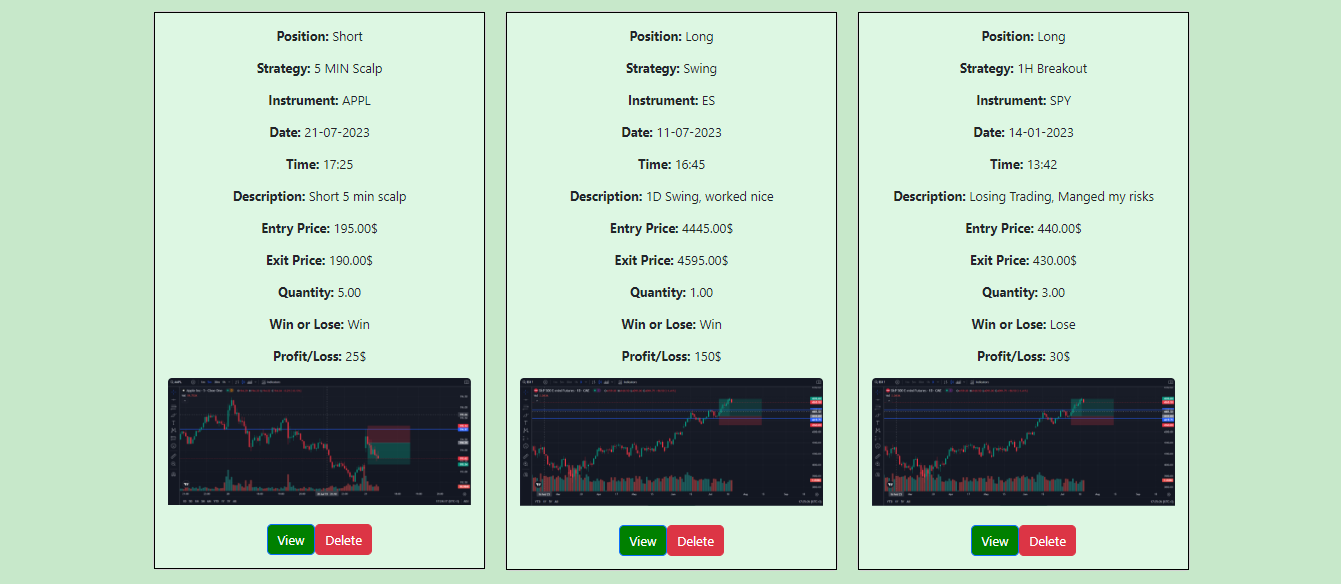 Position: Short
Strategy: 5 MIN Scalp
Instrument: APPL
Date: 21-07-2023
Time: 17:25
Description: Short 5 min scalp
Entry Price: 195.00$
Exit Price: 190.00$
Quantity: 5.00
Win or Lose: Win
Profit/Loss: 25$
View Delete
Position: Long
Strategy: Swing
Instrument: ES
Date: 11-07-2023
Time: 16:45
Description: 1D Swing, worked nice
Entry Price: 4445.00$
Exit Price: 4595.00$
Quantity: 1.00
Win or Lose: Win
Profit/Loss: 150$
View Delete
Position: Long
Strategy: 1H Breakout
Instrument: SPY
Date: 14-01-2023
Time: 13:42
Description: Losing Trading, Manged my risks
Entry Price: 440.00$
Exit Price: 430.00$
Quantity: 3.00
Win or Lose: Lose
Profit/Loss: 30$
View Delete